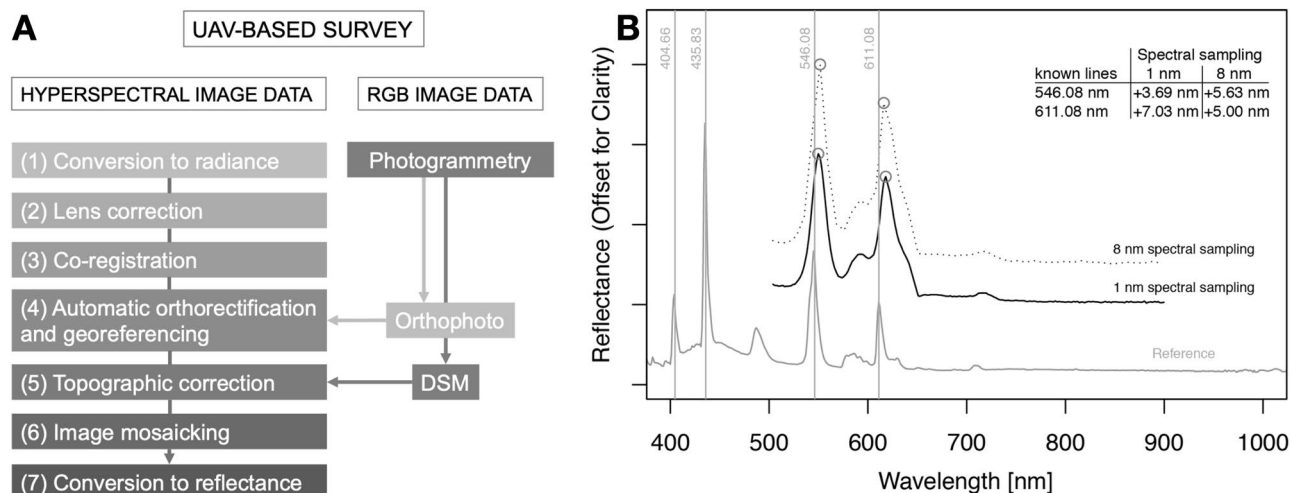 A
UAV-BASED SURVEY
HYPERSPECTRAL IMAGE DATA
RGB IMAGE DATA
(1) Conversion to radiance
Photogrammetry
(2) Lens correction
(3) Co-registration
(4) Automatic orthorectification
and georeferencing
Orthophoto
(5) Topographic correction
DSM
(6) Image mosaicking
(7) Conversion to reflectance
B
Reflectance (Offset for Clarity)
404.66
435.83
546.08
611.08
Spectral sampling
known lines 1 nm 8 nm
546.08 nm +3.69 nm +5.63 nm
611.08 nm +7.03 nm +5.00 nm
8 nm spectral sampling
1 nm spectral sampling
Reference
400 500 600 700 800 900 1000
Wavelength [nm]